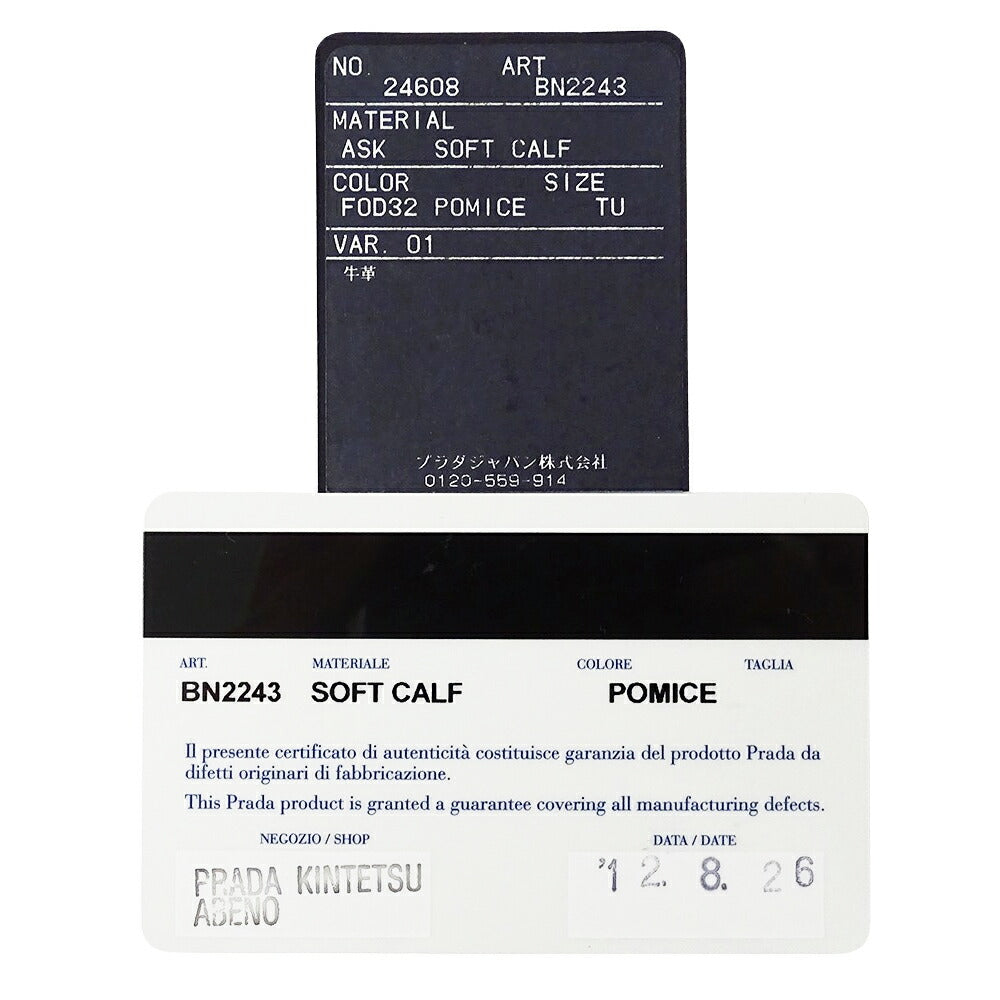 NO. ART
24608 BN2243
MATERIAL
ASK SOFT CALF
COLOR SIZE
F0D32 POMICE TU
VAR. 01
牛革
プラダジャパン株式会社
0120-559-914
ART. MATERIALE COLORE TAGLIA
BN2243 SOFT CALF POMICE
Il presente certificato di autenticità costituisce garanzia del prodotto Prada da
difetti originari di fabbricazione.
This Prada product is granted a guarantee covering all manufacturing defects.
NEGOZIO / SHOP DATA / DATE
PRADA KINTETSU '12. 8. 26
ABENO